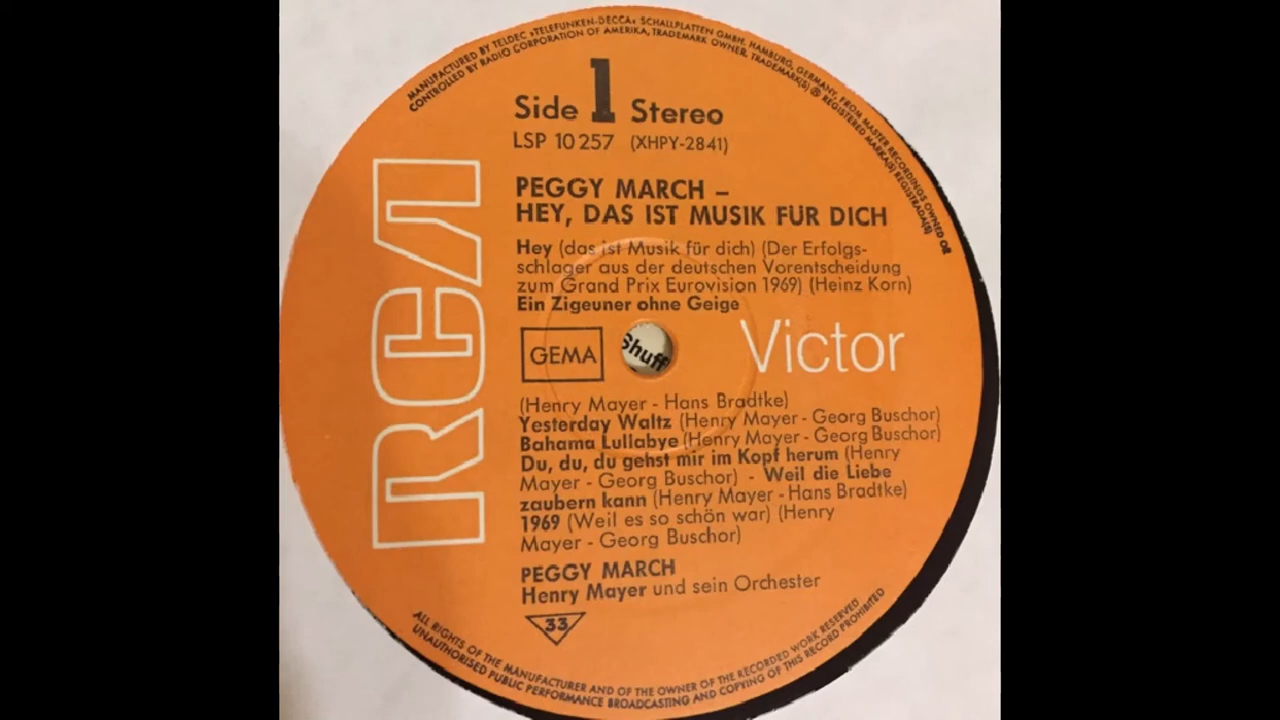 MANUFACTURED BY TELDEC »TELEFUNKEN-DECCA« SCHALLPLATTEN GMBH, HAMBURG, GERMANY, FROM MASTER RECORDINGS OWNED OR
CONTROLLED BY RADIO CORPORATION OF AMERICA, TRADEMARK OWNER. TRADEMARK(S) ® REGISTERED MARKA(S) REGISTRADA(S)
Side 1 Stereo
LSP 10257 (XHPY-2841)
PEGGY MARCH –
HEY, DAS IST MUSIK FÜR DICH
Hey (das ist Musik für dich) (Der Erfolgs-
schlager aus der deutschen Vorentscheidung
zum Grand Prix Eurovision 1969) (Heinz Korn)
Ein Zigeuner ohne Geige
RCA
GEMA
Shuff
Victor
(Henry Mayer - Hans Bradtke)
Yesterday Waltz (Henry Mayer - Georg Buschor)
Bahama Lullabye (Henry Mayer - Georg Buschor)
Du, du, du gehst mir im Kopf herum (Henry
Mayer - Georg Buschor) - Weil die Liebe
zaubern kann (Henry Mayer - Hans Bradtke)
1969 (Weil es so schön war) (Henry
Mayer - Georg Buschor)
PEGGY MARCH
Henry Mayer und sein Orchester
33
ALL RIGHTS OF THE MANUFACTURER AND OF THE OWNER OF THE RECORDED WORK RESERVED
UNAUTHORISED PUBLIC PERFORMANCE BROADCASTING AND COPYING OF THIS RECORD PROHIBITED